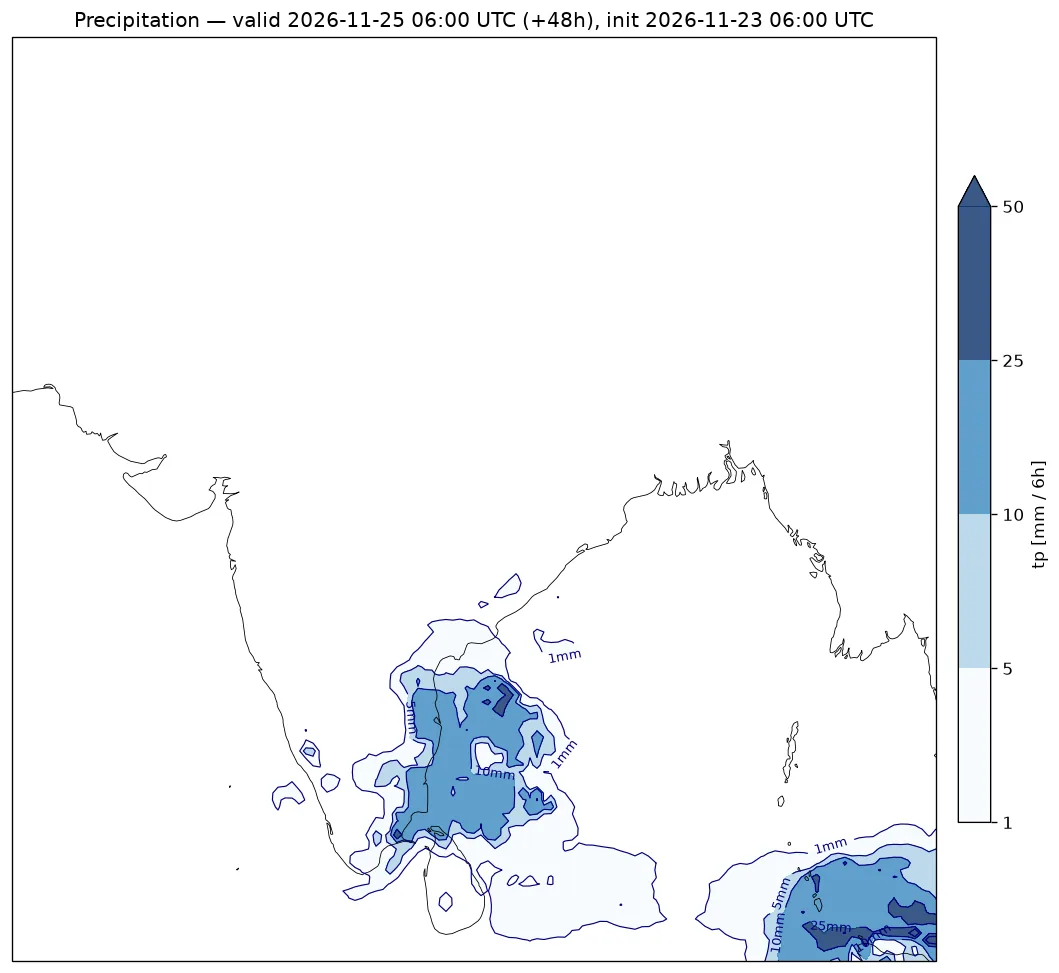 Precipitation — valid 2026-11-25 06:00 UTC (+48h), init 2026-11-23 06:00 UTC
50
25
10
5
1
tp [mm / 6h]
1mm
5mm
1mm
10mm
1mm
5mm
10mm
25mm
10mm